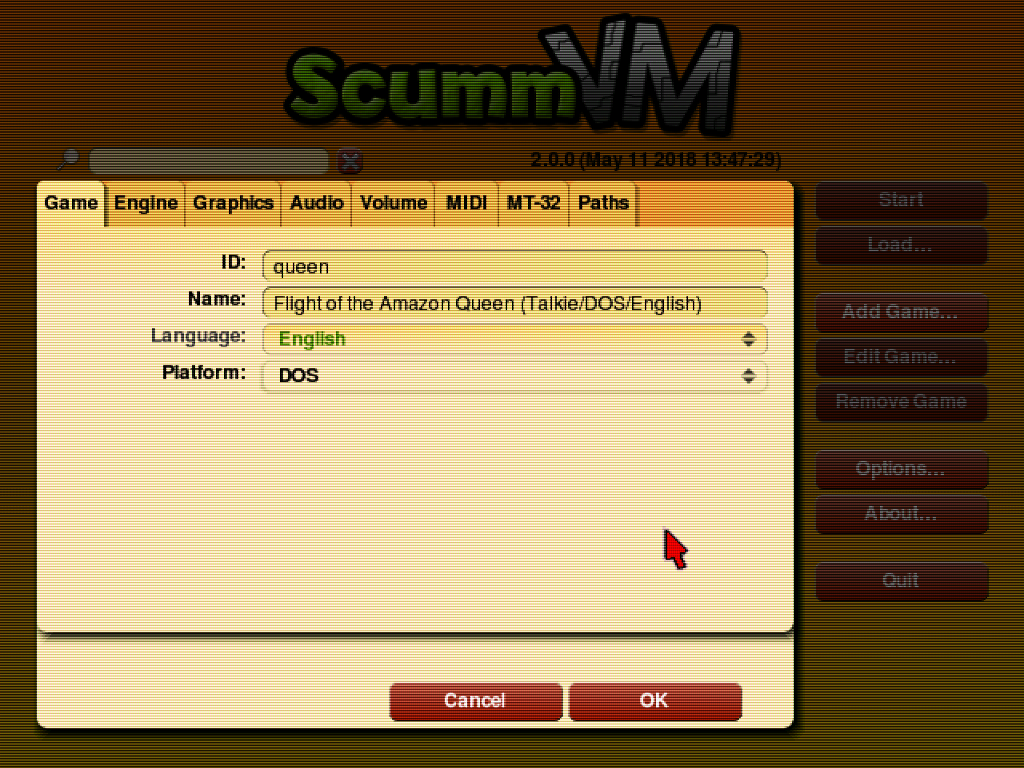 ScummVM
2.0.0 (May 11 2018 13:47:29)
Game Engine Graphics Audio Volume MIDI MT-32 Paths
ID: queen
Name: Flight of the Amazon Queen (Talkie/DOS/English)
Language: English
Platform: DOS
Cancel OK
Start
Load...
Add Game...
Edit Game...
Remove Game
Options...
About...
Quit